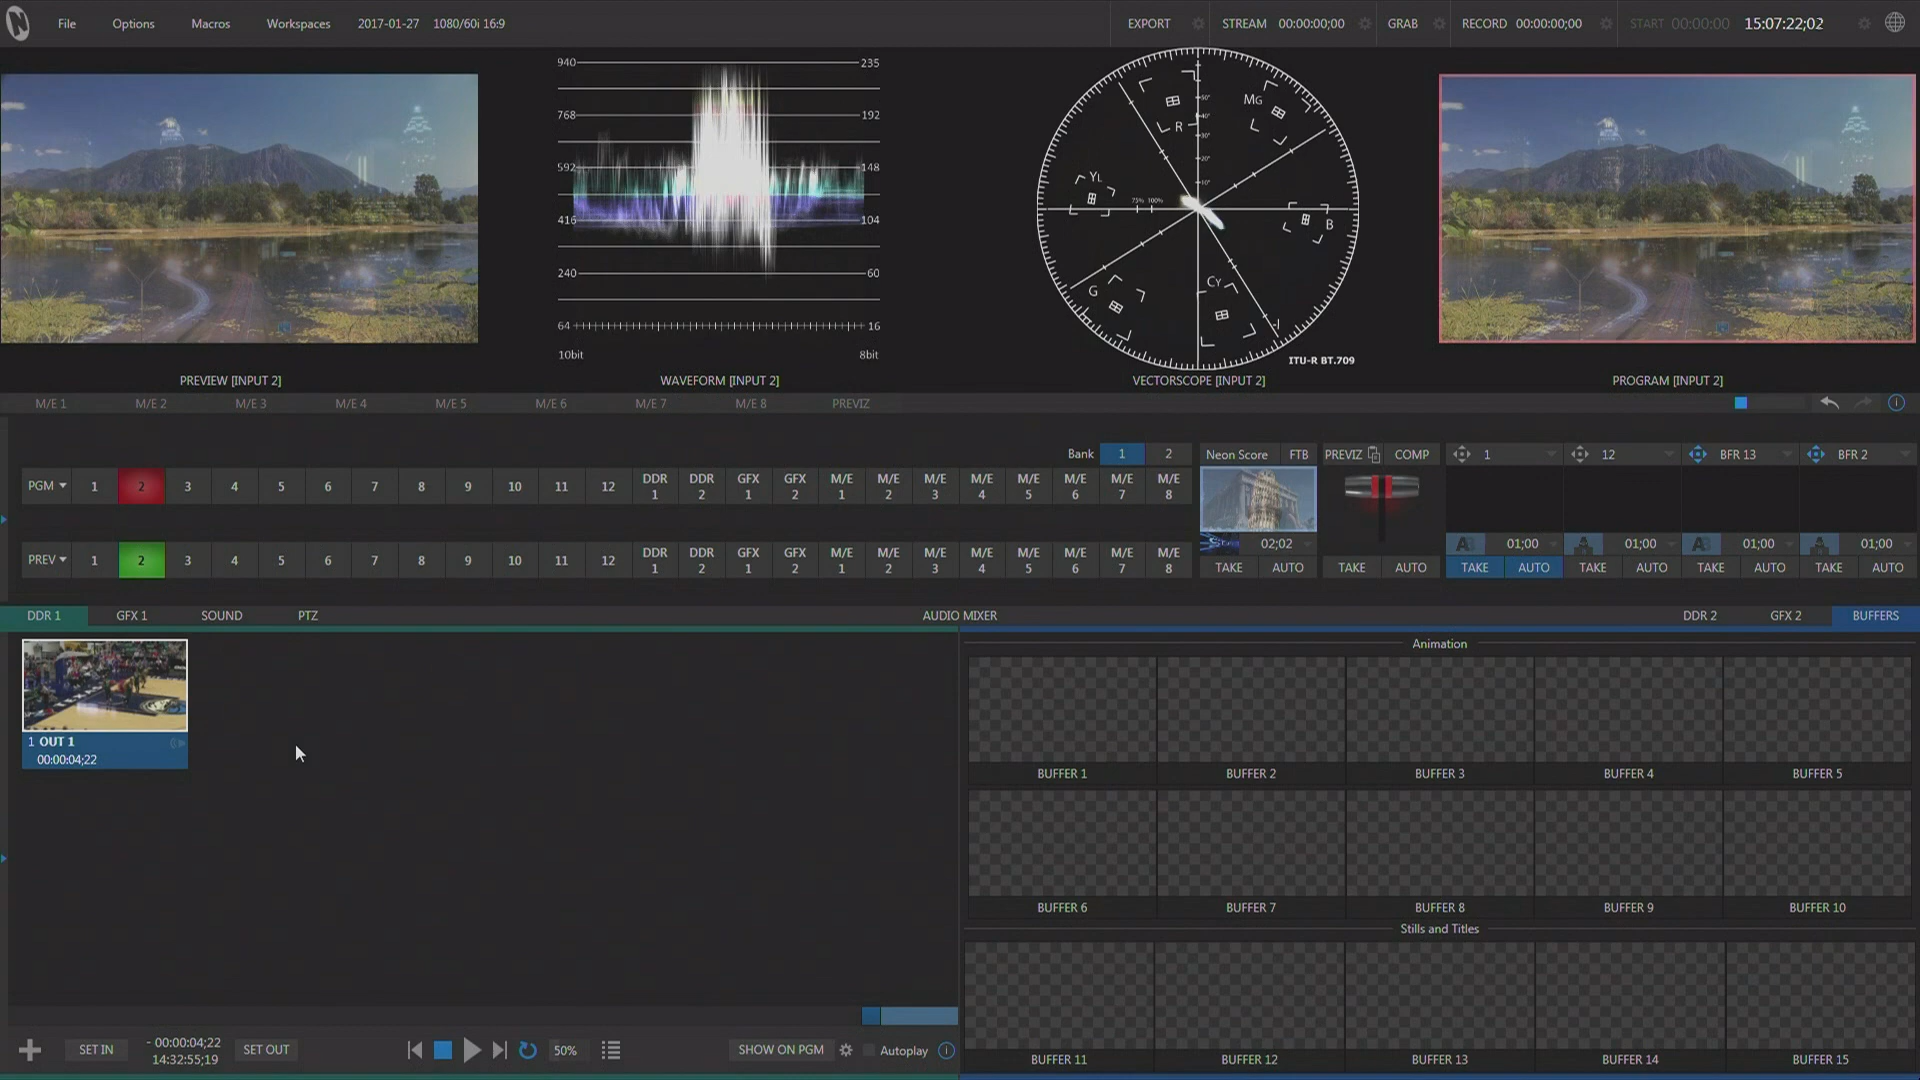 File Options Macros Workspaces 2017-01-27 1080/60i 16:9 EXPORT STREAM 00:00:00;00 GRAB RECORD 00:00:00;00 START 00:00:00 15:07:22;02
940 235
768 192
592 148
416 104
240 60
64 16
10bit 8bit
R MG YL B G CY -I
75% 100%
50°
40°
30°
20°
10°
ITU-R BT.709
PREVIEW [INPUT 2] WAVEFORM [INPUT 2] VECTORSCOPE [INPUT 2] PROGRAM [INPUT 2]
M/E 1 M/E 2 M/E 3 M/E 4 M/E 5 M/E 6 M/E 7 M/E 8 PREVIZ
Bank 1 2 Neon Score FTB PREVIZ COMP 1 12 BFR 13 BFR 2
PGM 1 2 3 4 5 6 7 8 9 10 11 12 DDR 1 DDR 2 GFX 1 GFX 2 M/E 1 M/E 2 M/E 3 M/E 4 M/E 5 M/E 6 M/E 7 M/E 8
02;02 01;00 01;00 01;00 01;00
PREV 1 2 3 4 5 6 7 8 9 10 11 12 DDR 1 DDR 2 GFX 1 GFX 2 M/E 1 M/E 2 M/E 3 M/E 4 M/E 5 M/E 6 M/E 7 M/E 8
TAKE AUTO TAKE AUTO TAKE AUTO TAKE AUTO TAKE AUTO TAKE AUTO
DDR 1 GFX 1 SOUND PTZ AUDIO MIXER DDR 2 GFX 2 BUFFERS
Animation
1 OUT 1
00:00:04;22
BUFFER 1 BUFFER 2 BUFFER 3 BUFFER 4 BUFFER 5
BUFFER 6 BUFFER 7 BUFFER 8 BUFFER 9 BUFFER 10
Stills and Titles
BUFFER 11 BUFFER 12 BUFFER 13 BUFFER 14 BUFFER 15
SET IN - 00:00:04;22 SET OUT 50% SHOW ON PGM Autoplay
14:32:55;19